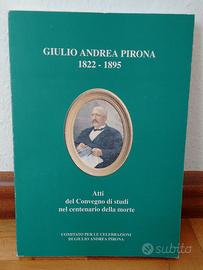 GIULIO ANDREA PIRONA
1822 - 1895
Atti
del Convegno di studi
nel centenario della morte
COMITATO PER LE CELEBRAZIONI
DI GIULIO ANDREA PIRONA
subito